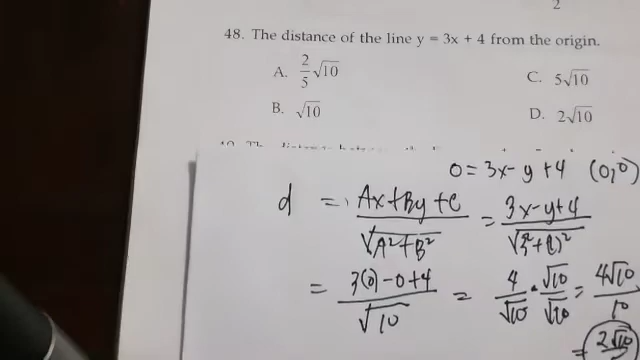 2
48. The distance of the line y = 3x + 4 from the origin.
A. 2/5 √10
C. 5√10
B. √10
D. 2√10
0 = 3x - y + 4 (0,0)
d = Ax + By + C / √A² + B² = 3x - y + 4 / √3² + (1)²
= 3(0) - 0 + 4 / √10 = 4/√10 · √10/√10 = 4√10/10
= 2√10